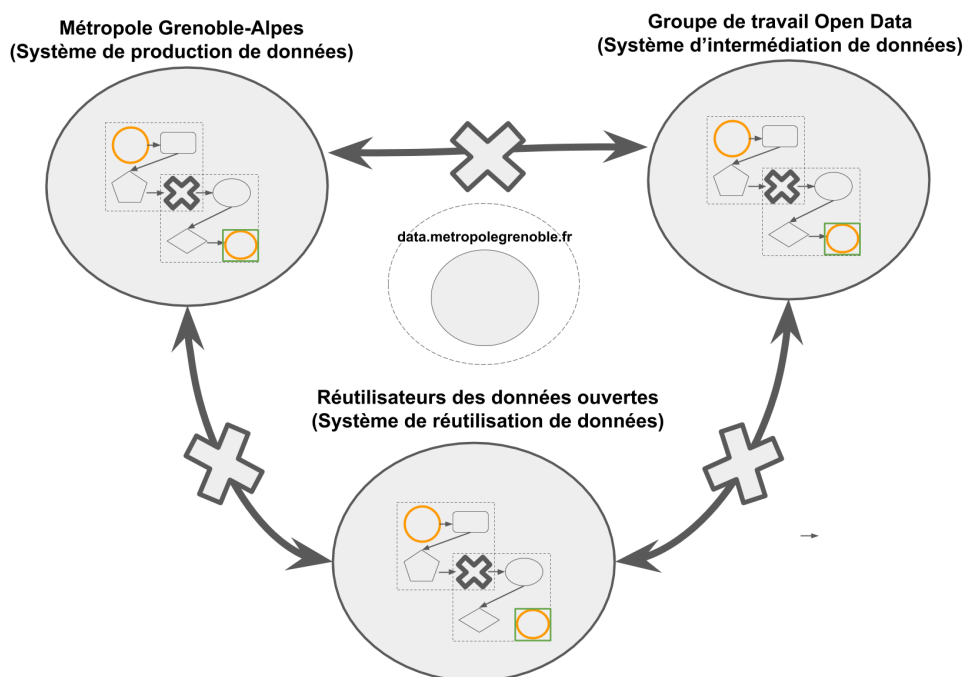 Métropole Grenoble-Alpes
(Système de production de données)
Groupe de travail Open Data
(Système d'intermédiation de données)
data.metropolegrenoble.fr
Réutilisateurs des données ouvertes
(Système de réutilisation de données)